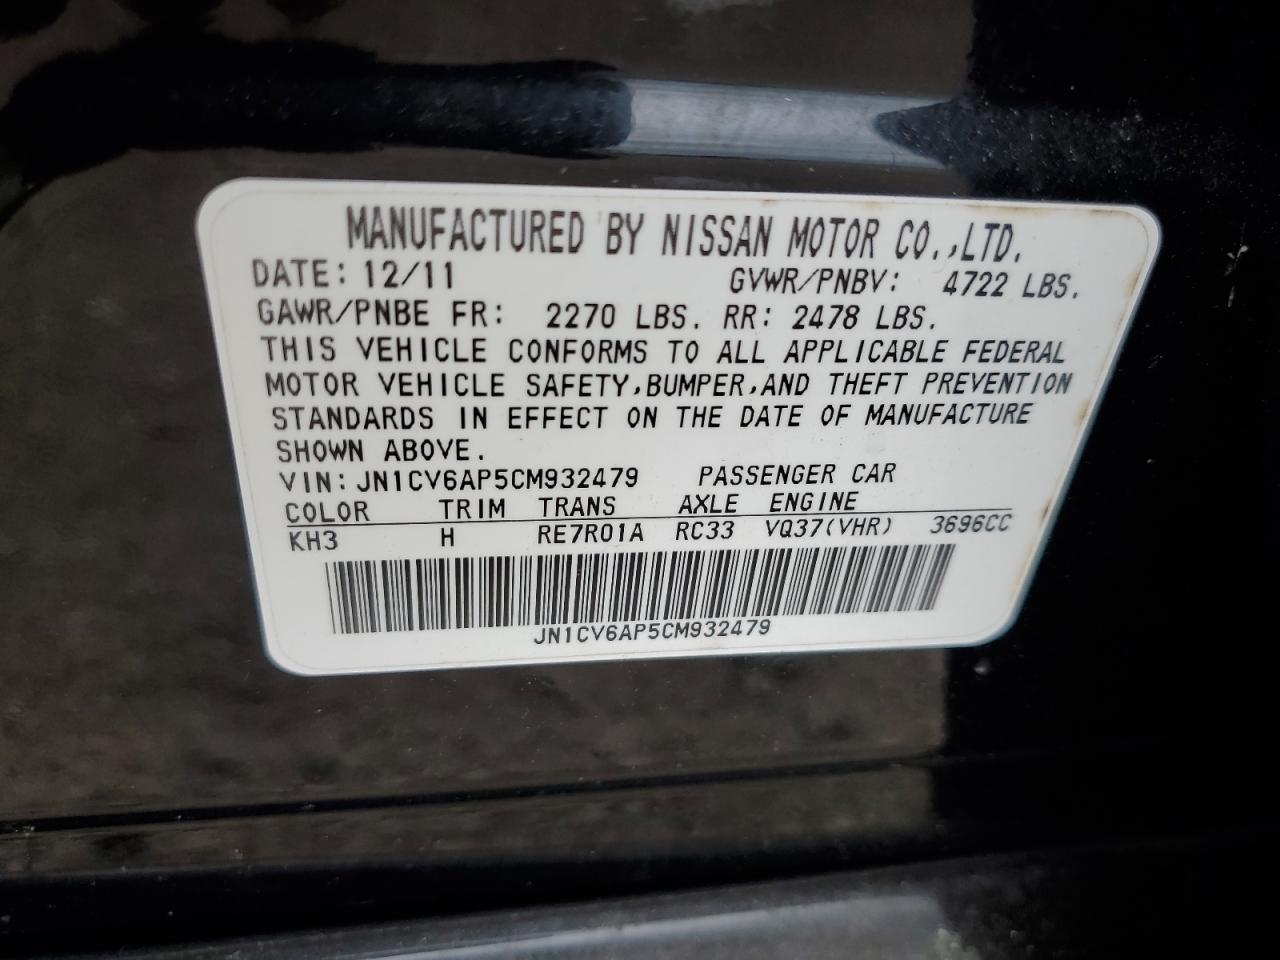 MANUFACTURED BY NISSAN MOTOR CO.,LTD.
DATE: 12/11 GVWR/PNBV: 4722 LBS.
GAWR/PNBE FR: 2270 LBS. RR: 2478 LBS.
THIS VEHICLE CONFORMS TO ALL APPLICABLE FEDERAL
MOTOR VEHICLE SAFETY,BUMPER,AND THEFT PREVENTION
STANDARDS IN EFFECT ON THE DATE OF MANUFACTURE
SHOWN ABOVE.
VIN:JN1CV6AP5CM932479 PASSENGER CAR
COLOR TRIM TRANS AXLE ENGINE
KH3 H RE7R01A RC33 VQ37(VHR) 3696CC
JN1CV6AP5CM932479